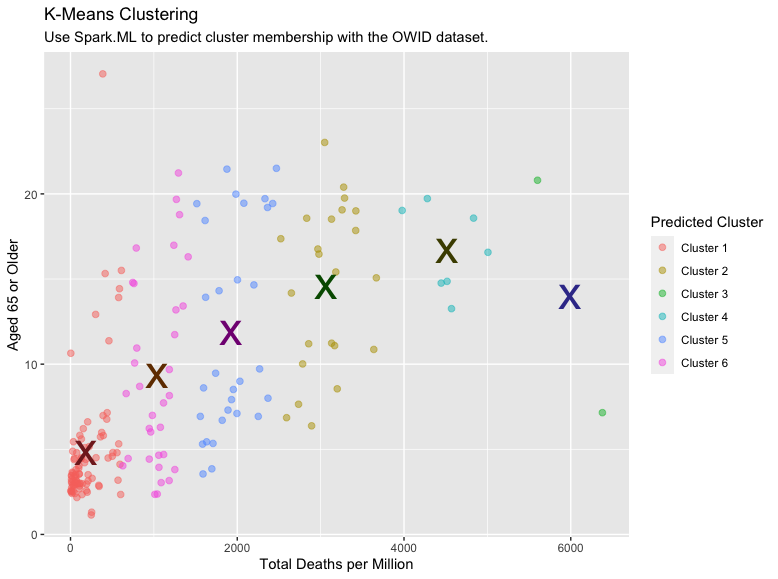 K-Means Clustering
Use Spark.ML to predict cluster membership with the OWID dataset.
Aged 65 or Older
20
10
0
X
X
X
X
X
X
0
2000
4000
6000
Total Deaths per Million
Predicted Cluster
Cluster 1
Cluster 2
Cluster 3
Cluster 4
Cluster 5
Cluster 6